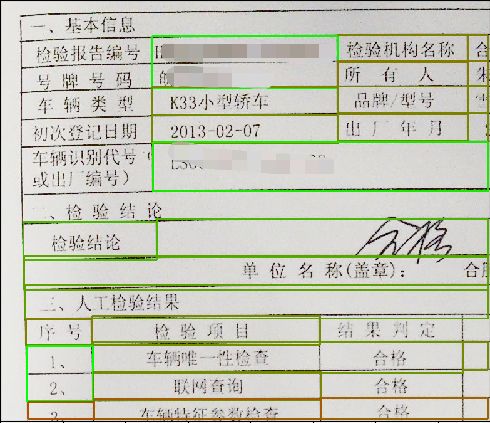 一、基本信息
检验报告编号 检验机构名称 合
号牌号码 皖 所有人
车辆类型 K33小型轿车 品牌/型号
初次登记日期 2013-02-07 出厂年月
车辆识别代号(
或出厂编号)
二、检验结论
检验结论 合格
单位名称(盖章): 合肥
三、人工检验结果
序号 检验项目 结果判定
1、 车辆唯一性检查 合格
2、 联网查询 合格
3、 车辆特征参数检查 合格